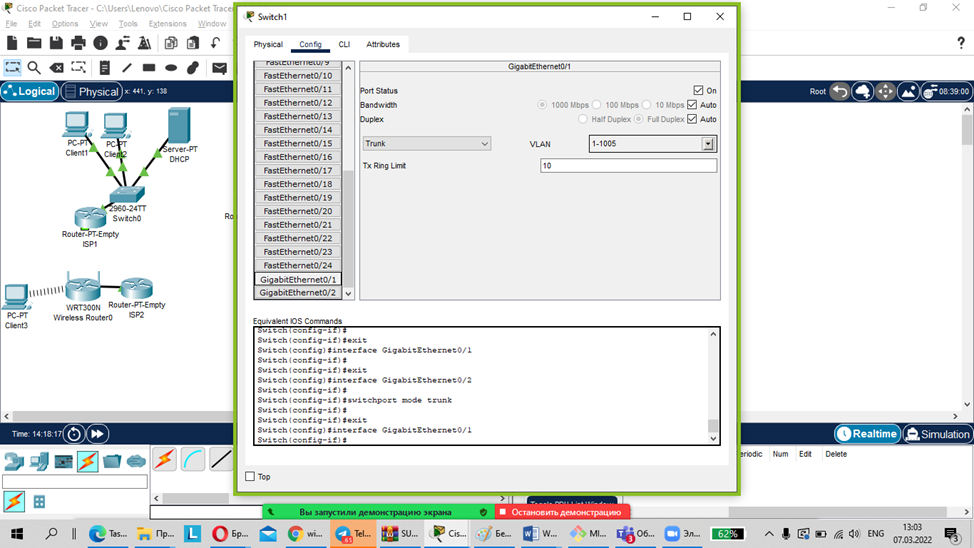 Cisco Packet Tracer
File Edit Options View Tools Extensions Window
Logical
Physical
x: 441, y: 138
Root
08:39:00
PC-PT
Client1
PC-PT
Client2
Server-PT
DHCP
2960-24TT
Switch0
Router-PT-Empty
ISP1
PC-PT
Client3
WRT300N
Wireless Router0
Router-PT-Empty
ISP2
Switch1
Physical Config CLI Attributes
FastEthernet0/9
FastEthernet0/10
FastEthernet0/11
FastEthernet0/12
FastEthernet0/13
FastEthernet0/14
FastEthernet0/15
FastEthernet0/16
FastEthernet0/17
FastEthernet0/18
FastEthernet0/19
FastEthernet0/20
FastEthernet0/21
FastEthernet0/22
FastEthernet0/23
FastEthernet0/24
GigabitEthernet0/1
GigabitEthernet0/2
GigabitEthernet0/1
Port Status On
Bandwidth 1000 Mbps 100 Mbps 10 Mbps Auto
Duplex Half Duplex Full Duplex Auto
Trunk VLAN 1-1005
Tx Ring Limit 10
Equivalent IOS Commands
Switch(config-if)#
Switch(config-if)#exit
Switch(config)#interface GigabitEthernet0/1
Switch(config-if)#
Switch(config-if)#exit
Switch(config)#interface GigabitEthernet0/2
Switch(config-if)#
Switch(config-if)#switchport mode trunk
Switch(config-if)#
Switch(config-if)#exit
Switch(config)#interface GigabitEthernet0/1
Switch(config-if)#
Top
Time: 14:18:17
Realtime
Simulation
eriodic Num Edit Delete
Вы запустили демонстрацию экрана
Остановить демонстрацию
Tas...
Пр...
Бр...
wi...
Tel...
SU...
Cis...
Бе...
W...
MI...
Об...
Эл...
62%
ENG
13:03
07.03.2022
3